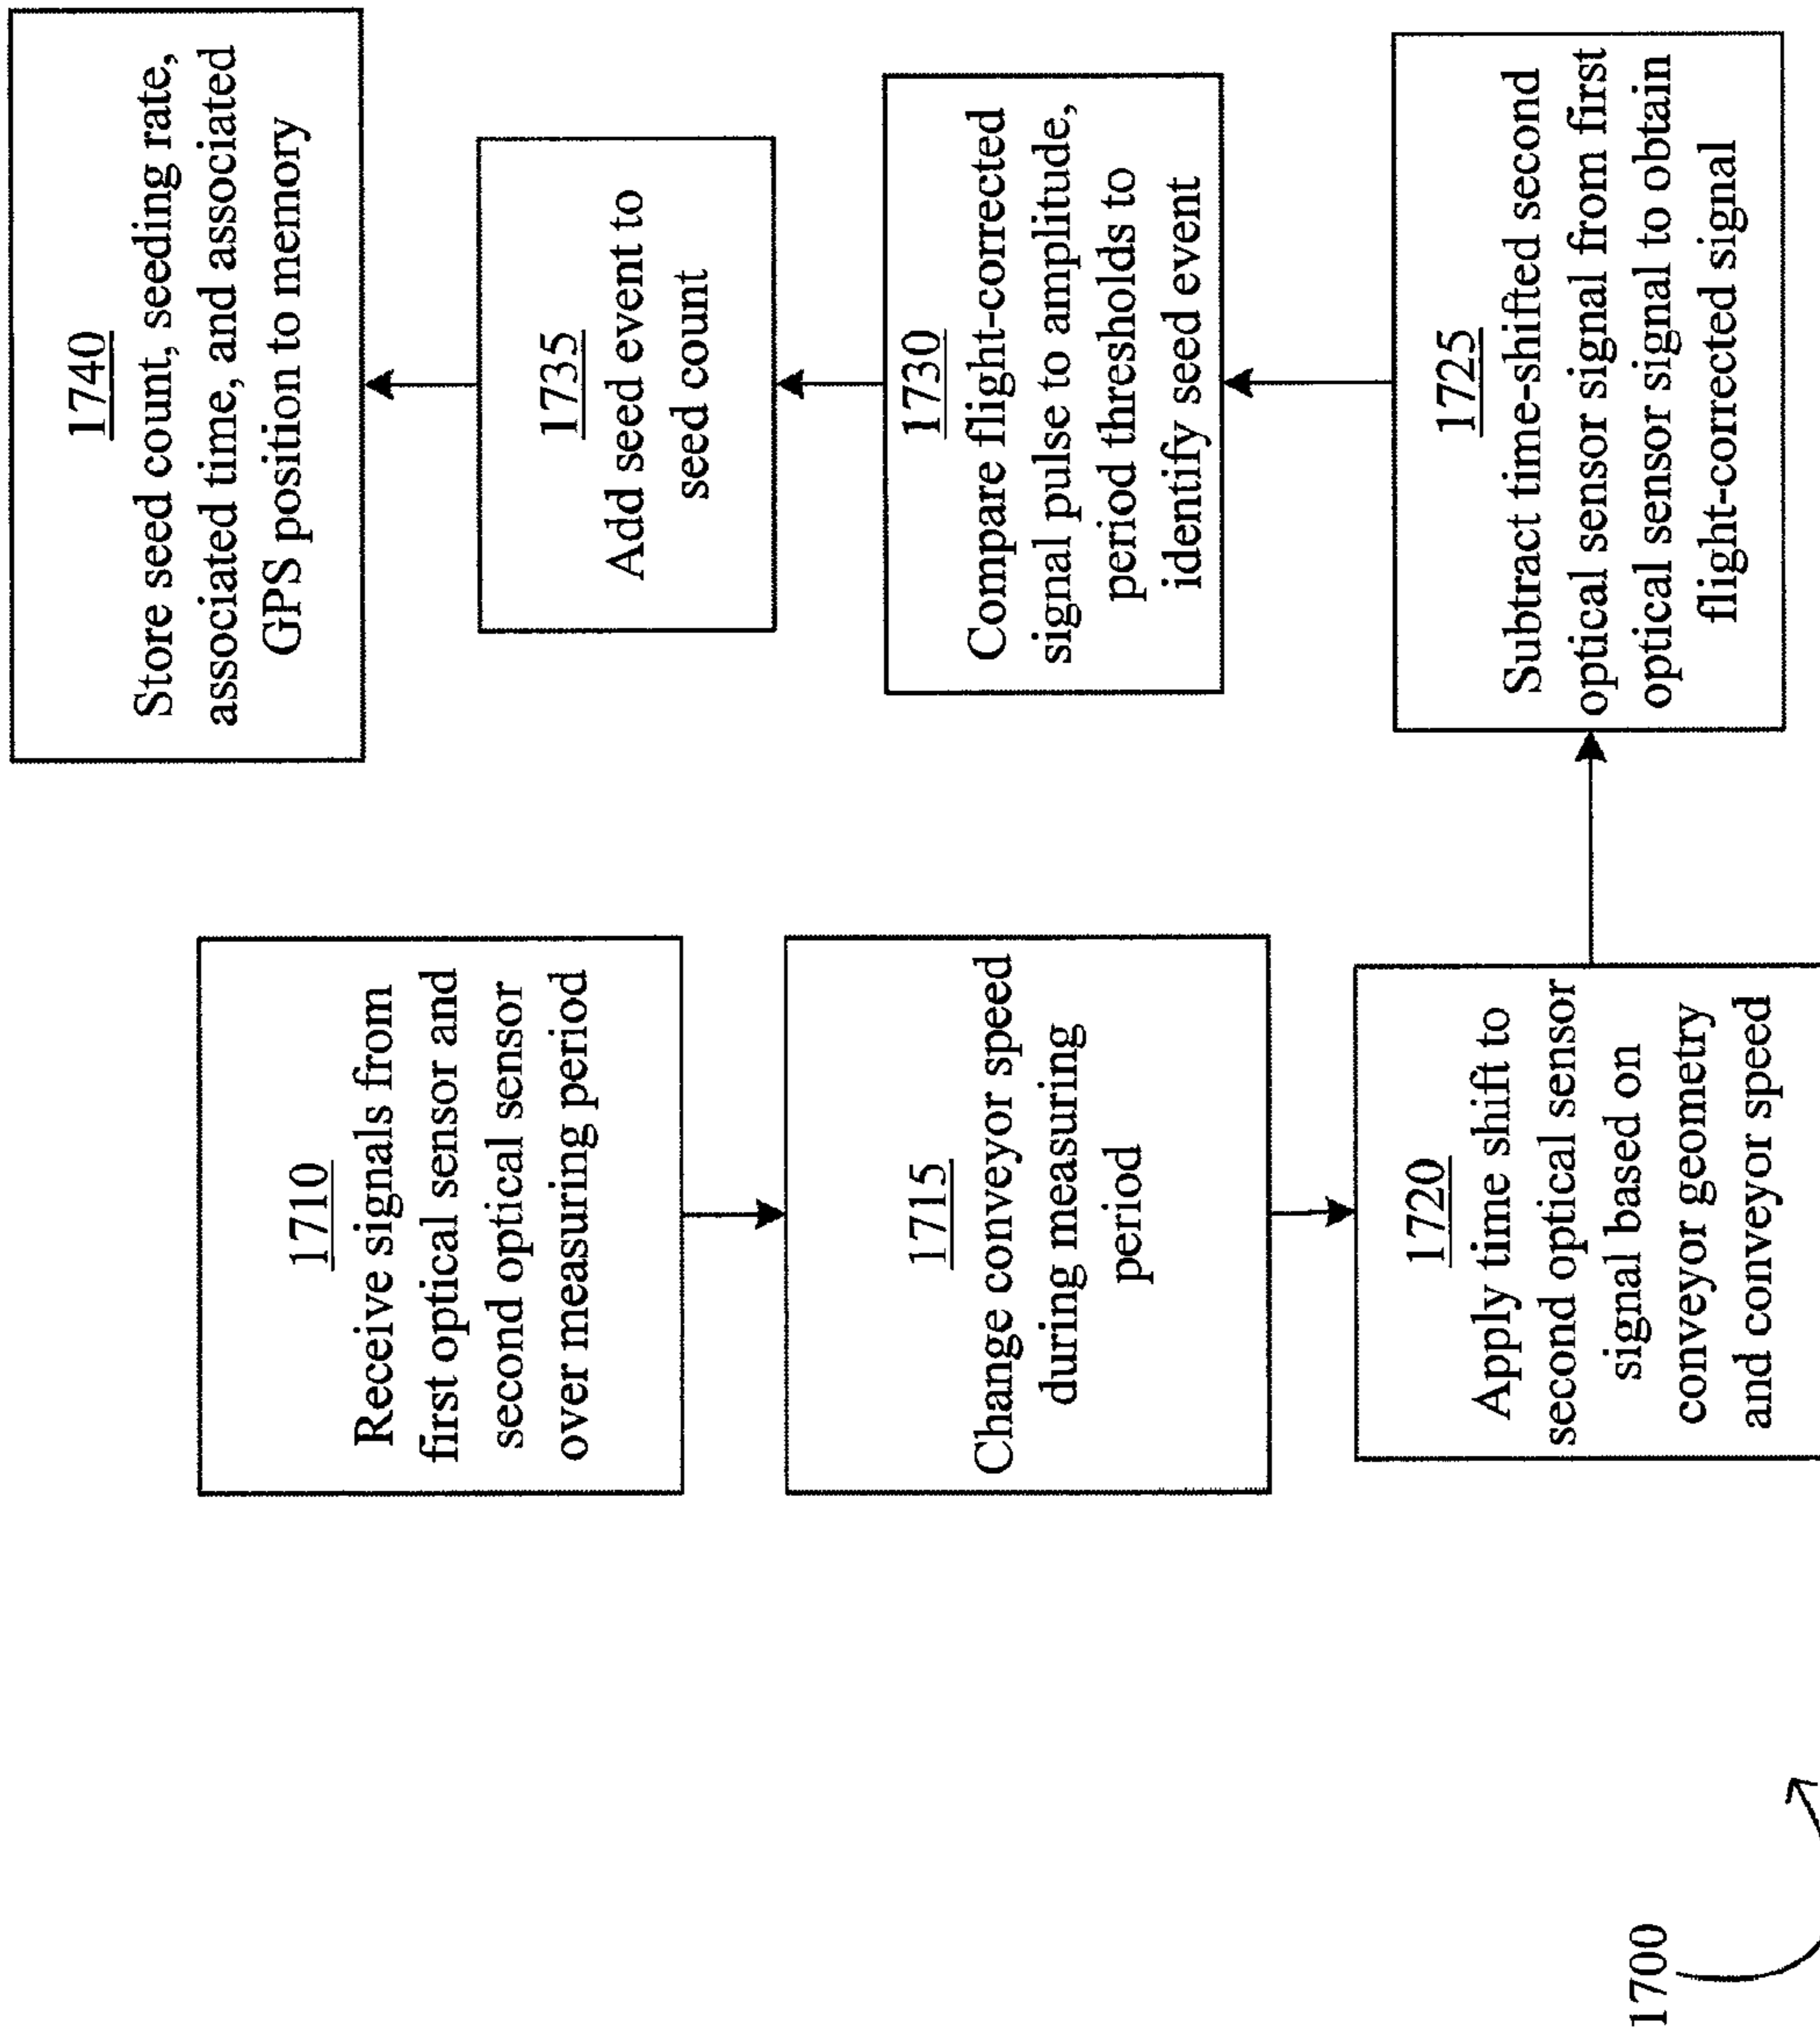 1710
Receive signals from
first optical sensor and
second optical sensor
over measuring period
1715
Change conveyor speed
during measuring
period
1720
Apply time shift to
second optical sensor
signal based on
conveyor geometry
and conveyor speed
1725
Subtract time-shifted second
optical sensor signal from first
optical sensor signal to obtain
flight-corrected signal
1730
Compare flight-corrected
signal pulse to amplitude,
period thresholds to
identify seed event
1735
Add seed event to
seed count
1740
Store seed count, seeding rate,
associated time, and associated
GPS position to memory
1700